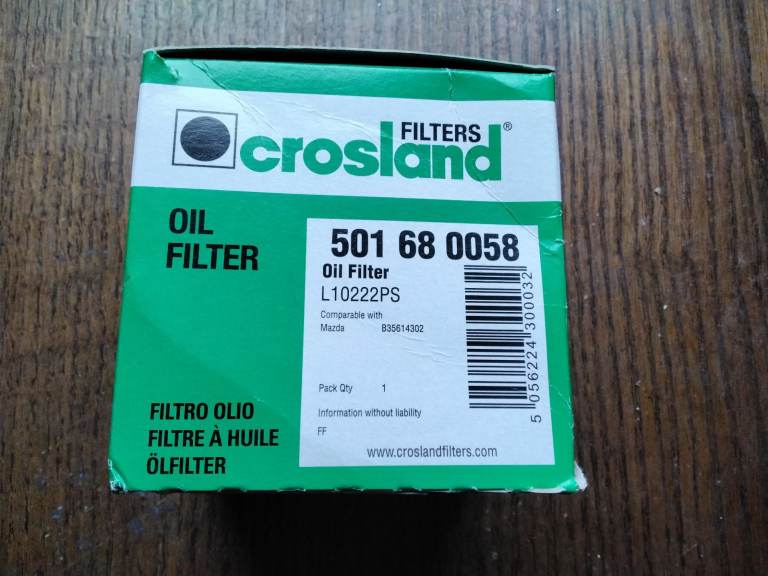 FILTERS®
crosland
OIL
FILTER
501 68 0058
Oil Filter
L10222PS
Comparable with
Mazda B35614302
Pack Qty 1
Information without liability
FF
www.croslandfilters.com
5 056224 300032
FILTRO OLIO
FILTRE À HUILE
ÖLFILTER